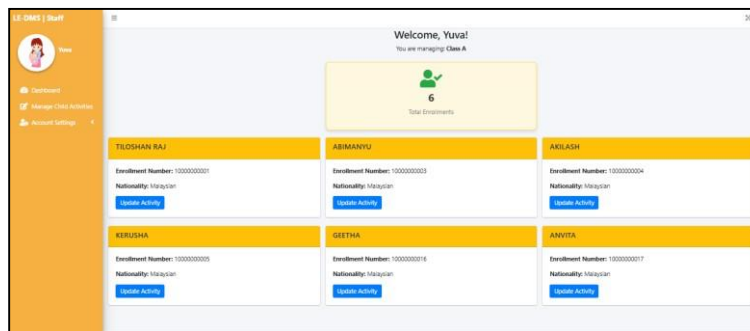 LE-DMS | Staff
Yuva
Dashboard
Manage Child Activities
Account Settings
Welcome, Yuva!
You are managing: Class A
6
Total Enrollments
TILOSHAN RAJ
Enrollment Number: 10000000001
Nationality: Malaysian
Update Activity
ABIMANYU
Enrollment Number: 10000000003
Nationality: Malaysian
Update Activity
AKILASH
Enrollment Number: 10000000004
Nationality: Malaysian
Update Activity
KERUSHA
Enrollment Number: 10000000005
Nationality: Malaysian
Update Activity
GEETHA
Enrollment Number: 10000000016
Nationality: Malaysian
Update Activity
ANVITA
Enrollment Number: 10000000017
Nationality: Malaysian
Update Activity